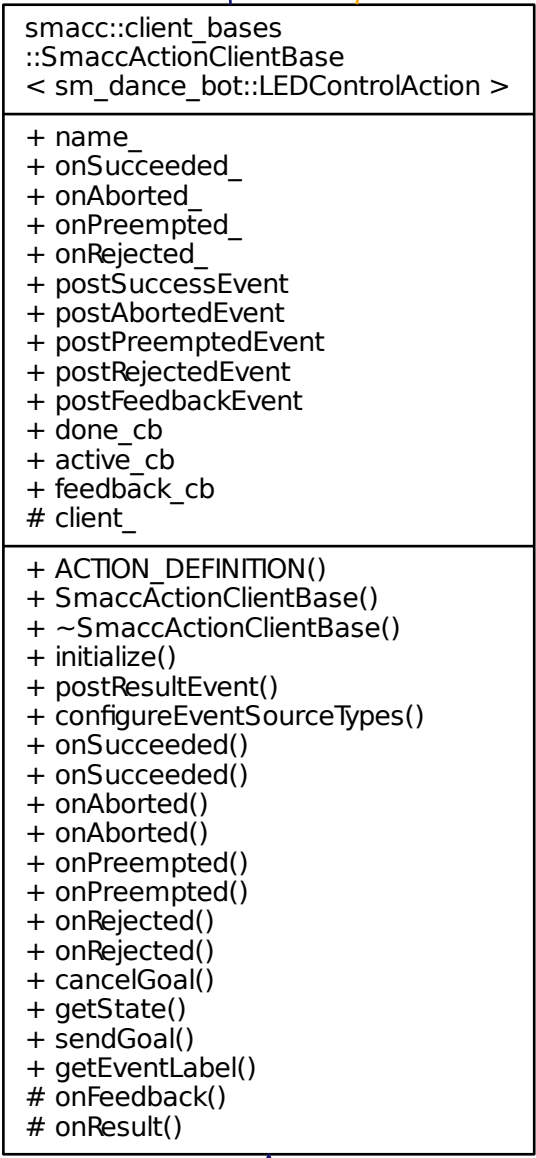 smacc::client_bases
::SmaccActionClientBase
< sm_dance_bot::LEDControlAction >
+ name_
+ onSucceeded_
+ onAborted_
+ onPreempted_
+ onRejected_
+ postSuccessEvent
+ postAbortedEvent
+ postPreemptedEvent
+ postRejectedEvent
+ postFeedbackEvent
+ done_cb
+ active_cb
+ feedback_cb
# client_
+ ACTION_DEFINITION()
+ SmaccActionClientBase()
+ ~SmaccActionClientBase()
+ initialize()
+ postResultEvent()
+ configureEventSourceTypes()
+ onSucceeded()
+ onSucceeded()
+ onAborted()
+ onAborted()
+ onPreempted()
+ onPreempted()
+ onRejected()
+ onRejected()
+ cancelGoal()
+ getState()
+ sendGoal()
+ getEventLabel()
# onFeedback()
# onResult()